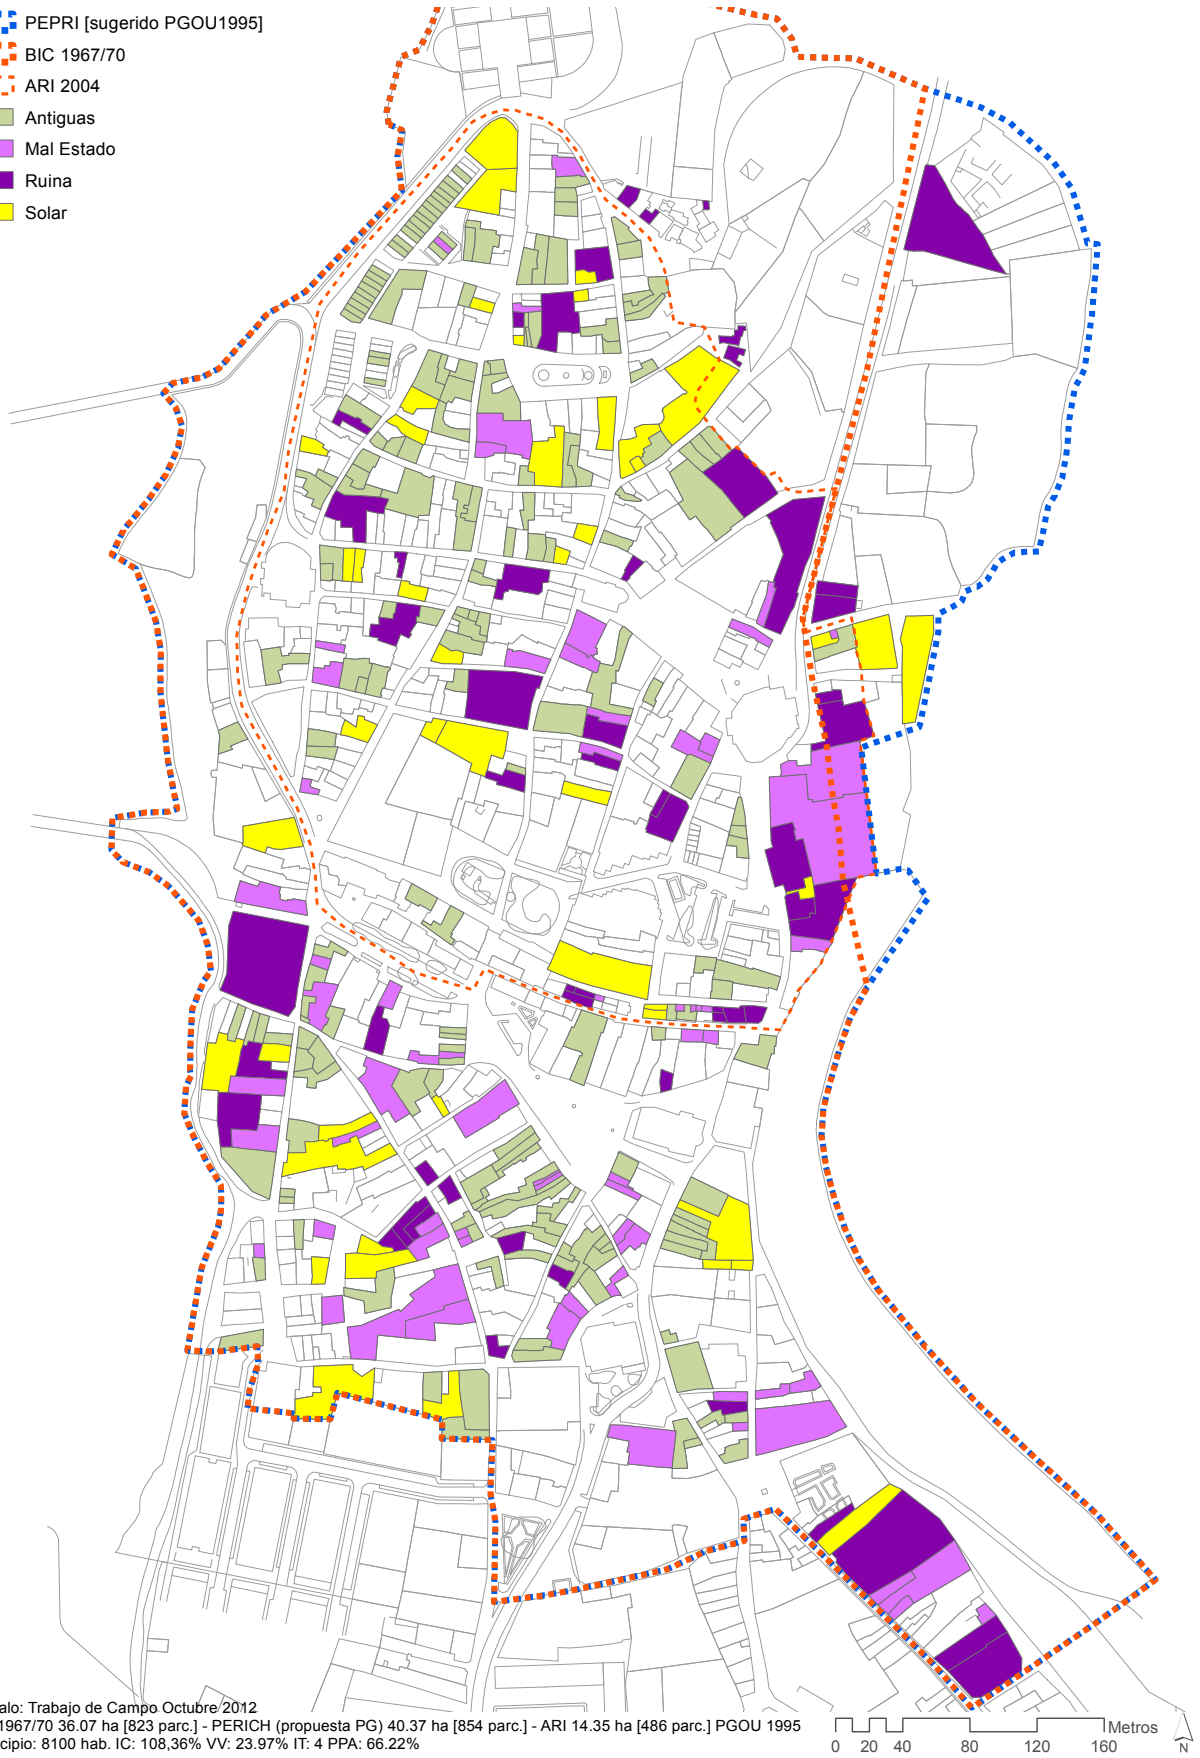 PEPRI [sugerido PGOU1995]
BIC 1967/70
ARI 2004
Antiguas
Mal Estado
Ruina
Solar
alo: Trabajo de Campo Octubre 2012
1967/70 36.07 ha [823 parc.] - PERICH (propuesta PG) 40.37 ha [854 parc.] - ARI 14.35 ha [486 parc.] PGOU 1995
cipio: 8100 hab. IC: 108,36% VV: 23.97% IT: 4 PPA: 66.22%
Metros
0 20 40 80 120 160
N